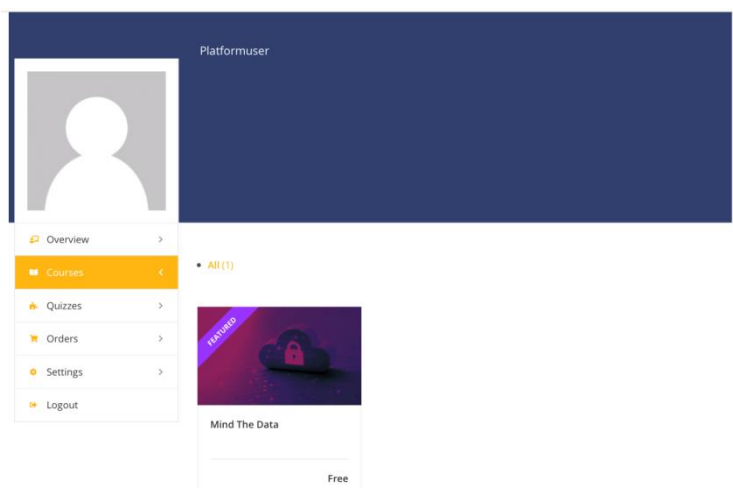 Platformuser
Overview
Courses
Quizzes
Orders
Settings
Logout
All (1)
FEATURED
Mind The Data
Free